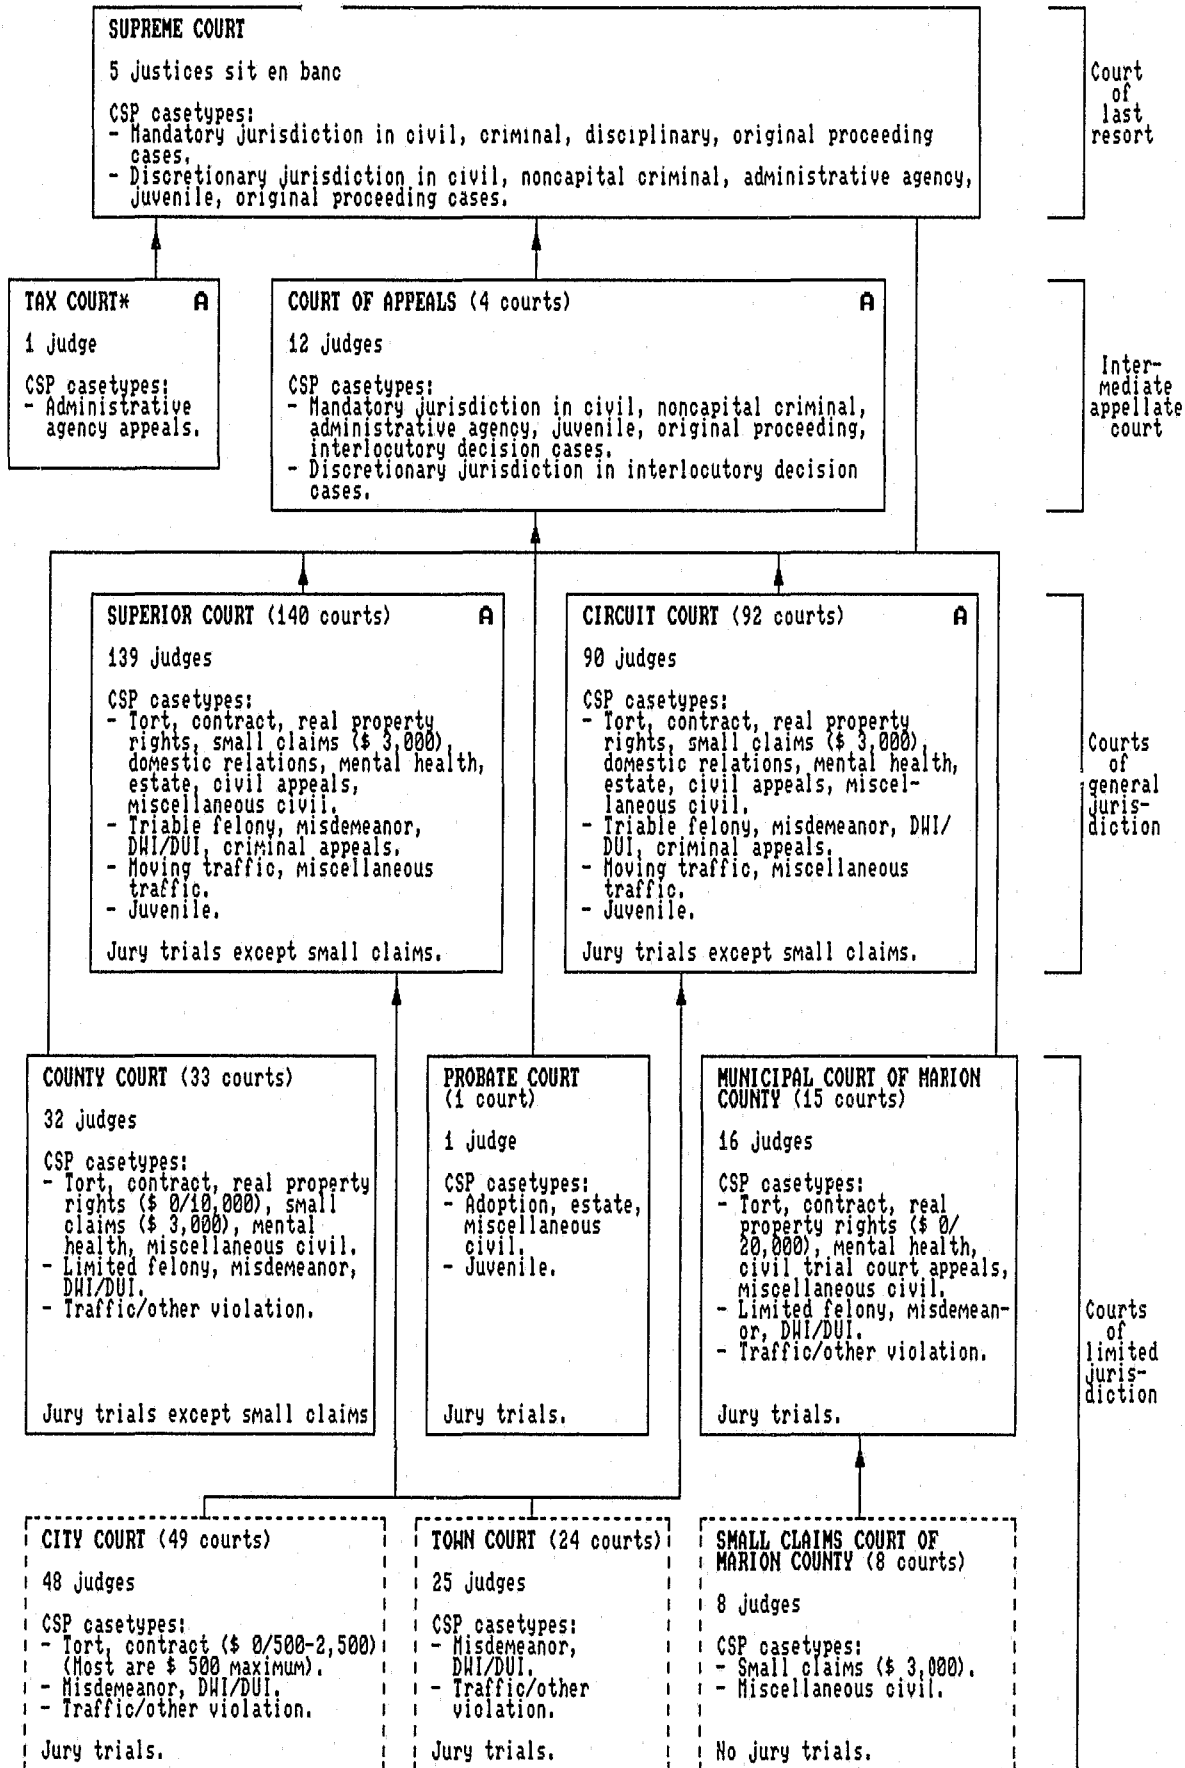 SUPREME COURT
5 justices sit en banc
CSP casetypes:
- Mandatory jurisdiction in civil, criminal, disciplinary, original proceeding
cases.
- Discretionary jurisdiction in civil, noncapital criminal, administrative agency,
juvenile, original proceeding cases.
Court
of
last
resort
TAX COURT*
A
1 judge
CSP casetypes:
- Administrative
agency appeals.
COURT OF APPEALS (4 courts)
A
12 judges
CSP casetypes:
- Mandatory jurisdiction in civil, noncapital criminal,
administrative agency, juvenile, original proceeding,
interlocutory decision cases.
- Discretionary jurisdiction in interlocutory decision
cases.
Inter-
mediate
appellate
court
SUPERIOR COURT (140 courts)
A
139 judges
CSP casetypes:
- Tort, contract, real property
rights, small claims ($ 3,000),
domestic relations, mental health,
estate, civil appeals,
miscellaneous civil.
- Triable felony, misdemeanor,
DWI/DUI, criminal appeals.
- Moving traffic, miscellaneous
traffic.
- Juvenile.
Jury trials except small claims.
CIRCUIT COURT (92 courts)
A
90 judges
CSP casetypes:
- Tort, contract, real property
rights, small claims ($ 3,000),
domestic relations, mental health,
estate, civil appeals, miscel-
laneous civil.
- Triable felony, misdemeanor, DWI/
DUI, criminal appeals.
- Moving traffic, miscellaneous
traffic.
- Juvenile.
Jury trials except small claims.
Courts
of
general
juris-
diction
COUNTY COURT (33 courts)
32 judges
CSP casetypes:
- Tort, contract, real property
rights ($ 0/10,000), small
claims ($ 3,000), mental
health, miscellaneous civil.
- Limited felony, misdemeanor,
DWI/DUI.
- Traffic/other violation.
Jury trials except small claims
PROBATE COURT
(1 court)
1 judge
CSP casetypes:
- Adoption, estate,
miscellaneous
civil.
- Juvenile.
Jury trials.
MUNICIPAL COURT OF MARION
COUNTY (15 courts)
16 judges
CSP casetypes:
- Tort, contract, real
property rights ($ 0/
20,000), mental health,
civil trial court appeals,
miscellaneous civil.
- Limited felony, misdemean-
or, DWI/DUI.
- Traffic/other violation.
Jury trials.
Courts
of
limited
juris-
diction
CITY COURT (49 courts)
48 judges
CSP casetypes:
- Tort, contract ($ 0/500-2,500)
(Most are $ 500 maximum).
- Misdemeanor, DWI/DUI.
- Traffic/other violation.
Jury trials.
TOWN COURT (24 courts)
25 judges
CSP casetypes:
- Misdemeanor,
DWI/DUI.
- Traffic/other
violation.
Jury trials.
SMALL CLAIMS COURT OF
MARION COUNTY (8 courts)
8 judges
CSP casetypes:
- Small claims ($ 3,000).
- Miscellaneous civil.
No jury trials.